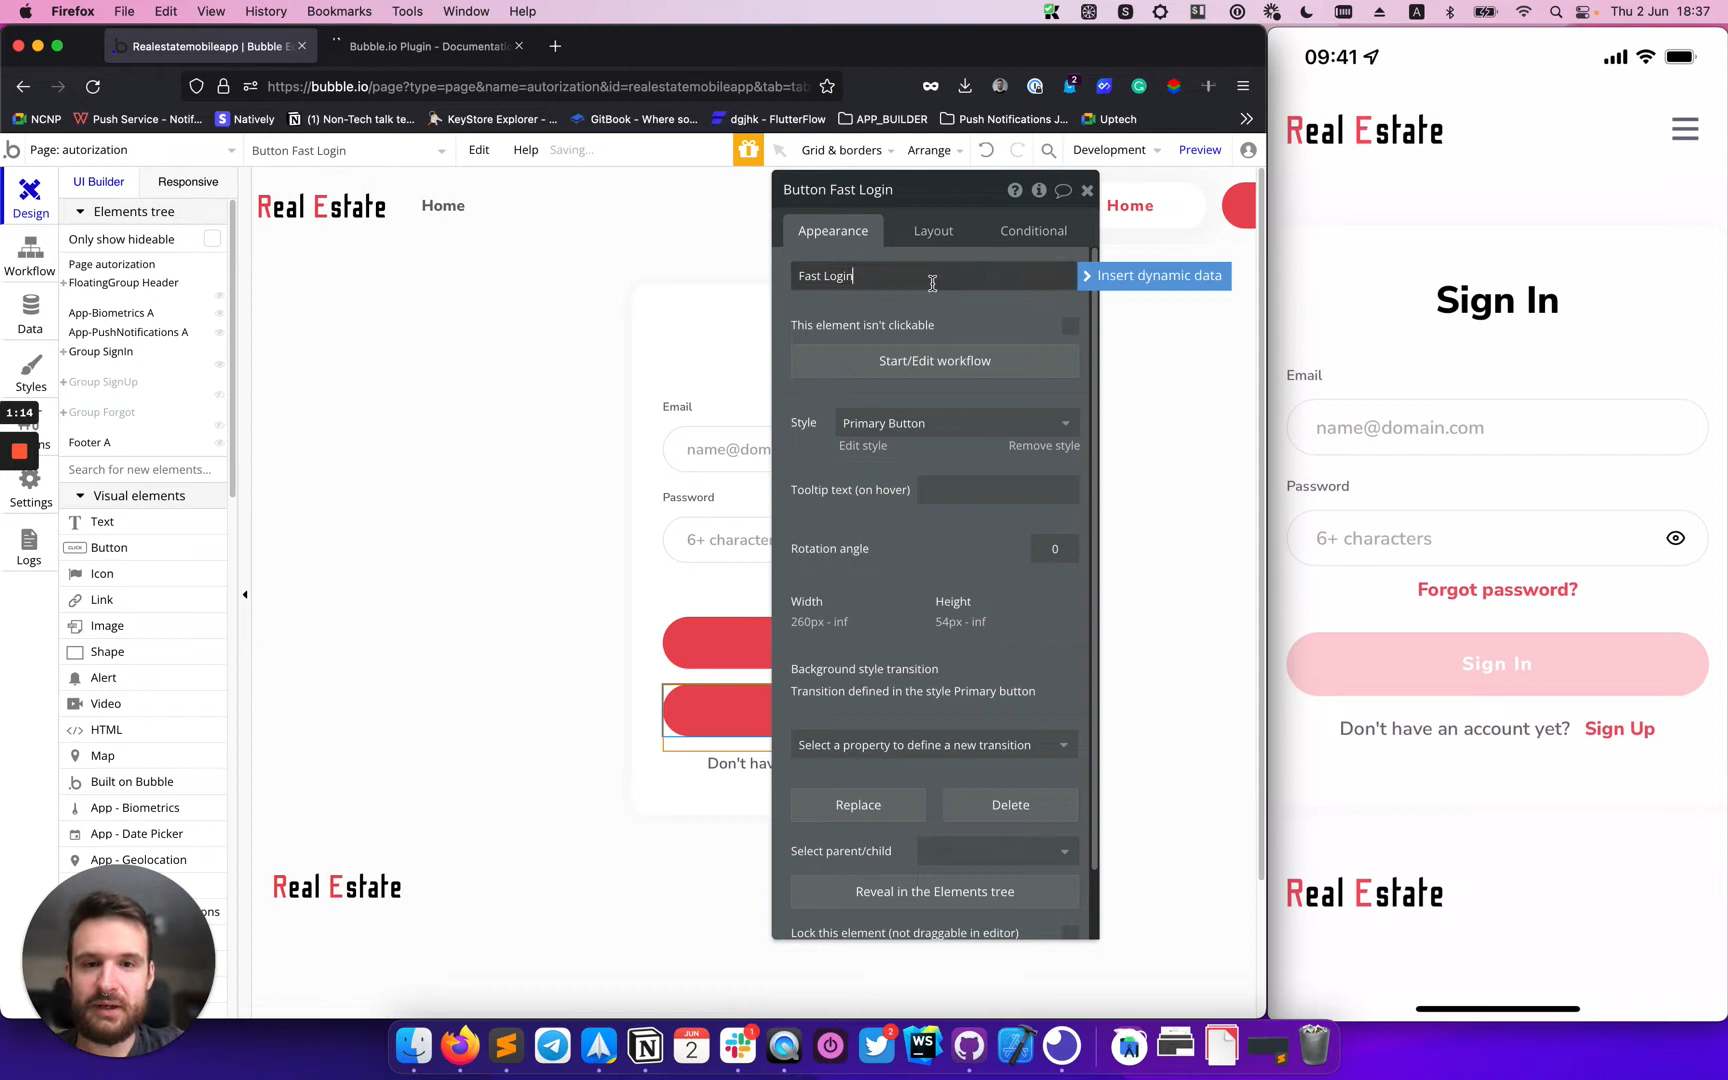 Firefox File Edit View History Bookmarks Tools Window Help Thu 2 Jun 18:37
Realestatemobileapp | Bubble E
Bubble.io Plugin - Documentati
https://bubble.io/page?type=page&name=autorization&id=realestatemobileapp&tab=tab
2
NCNP Push Service - Notif... Natively (1) Non-Tech talk te... KeyStore Explorer - ... GitBook - Where so... dgjhk - FlutterFlow APP_BUILDER Push Notifications J... Uptech
Page: autorization
Button Fast Login
Edit Help Saving...
Grid & borders Arrange Development Preview
Design
Workflow
Data
Styles
1:14
Settings
Logs
UI Builder Responsive
Elements tree
Only show hideable
Page autorization
FloatingGroup Header
App-Biometrics A
App-PushNotifications A
Group SignIn
Group SignUp
Group Forgot
Footer A
Search for new elements...
Visual elements
Text
CLICK Button
Icon
Link
Image
Shape
Alert
Video
HTML
Map
Built on Bubble
App - Biometrics
App - Date Picker
App - Geolocation
Real Estate
Home
Home
Email
name@dom
Password
6+ characte
Don't hav
Real Estate
Button Fast Login
Appearance Layout Conditional
Fast Login
Insert dynamic data
This element isn't clickable
Start/Edit workflow
Style Primary Button
Edit style Remove style
Tooltip text (on hover)
Rotation angle 0
Width Height
260px - inf 54px - inf
Background style transition
Transition defined in the style Primary button
Select a property to define a new transition
Replace Delete
Select parent/child
Reveal in the Elements tree
Lock this element (not draggable in editor)
09:41
Real Estate
Sign In
Email
name@domain.com
Password
6+ characters
Forgot password?
Sign In
Don't have an account yet? Sign Up
Real Estate
JUN
2
1
2
WS